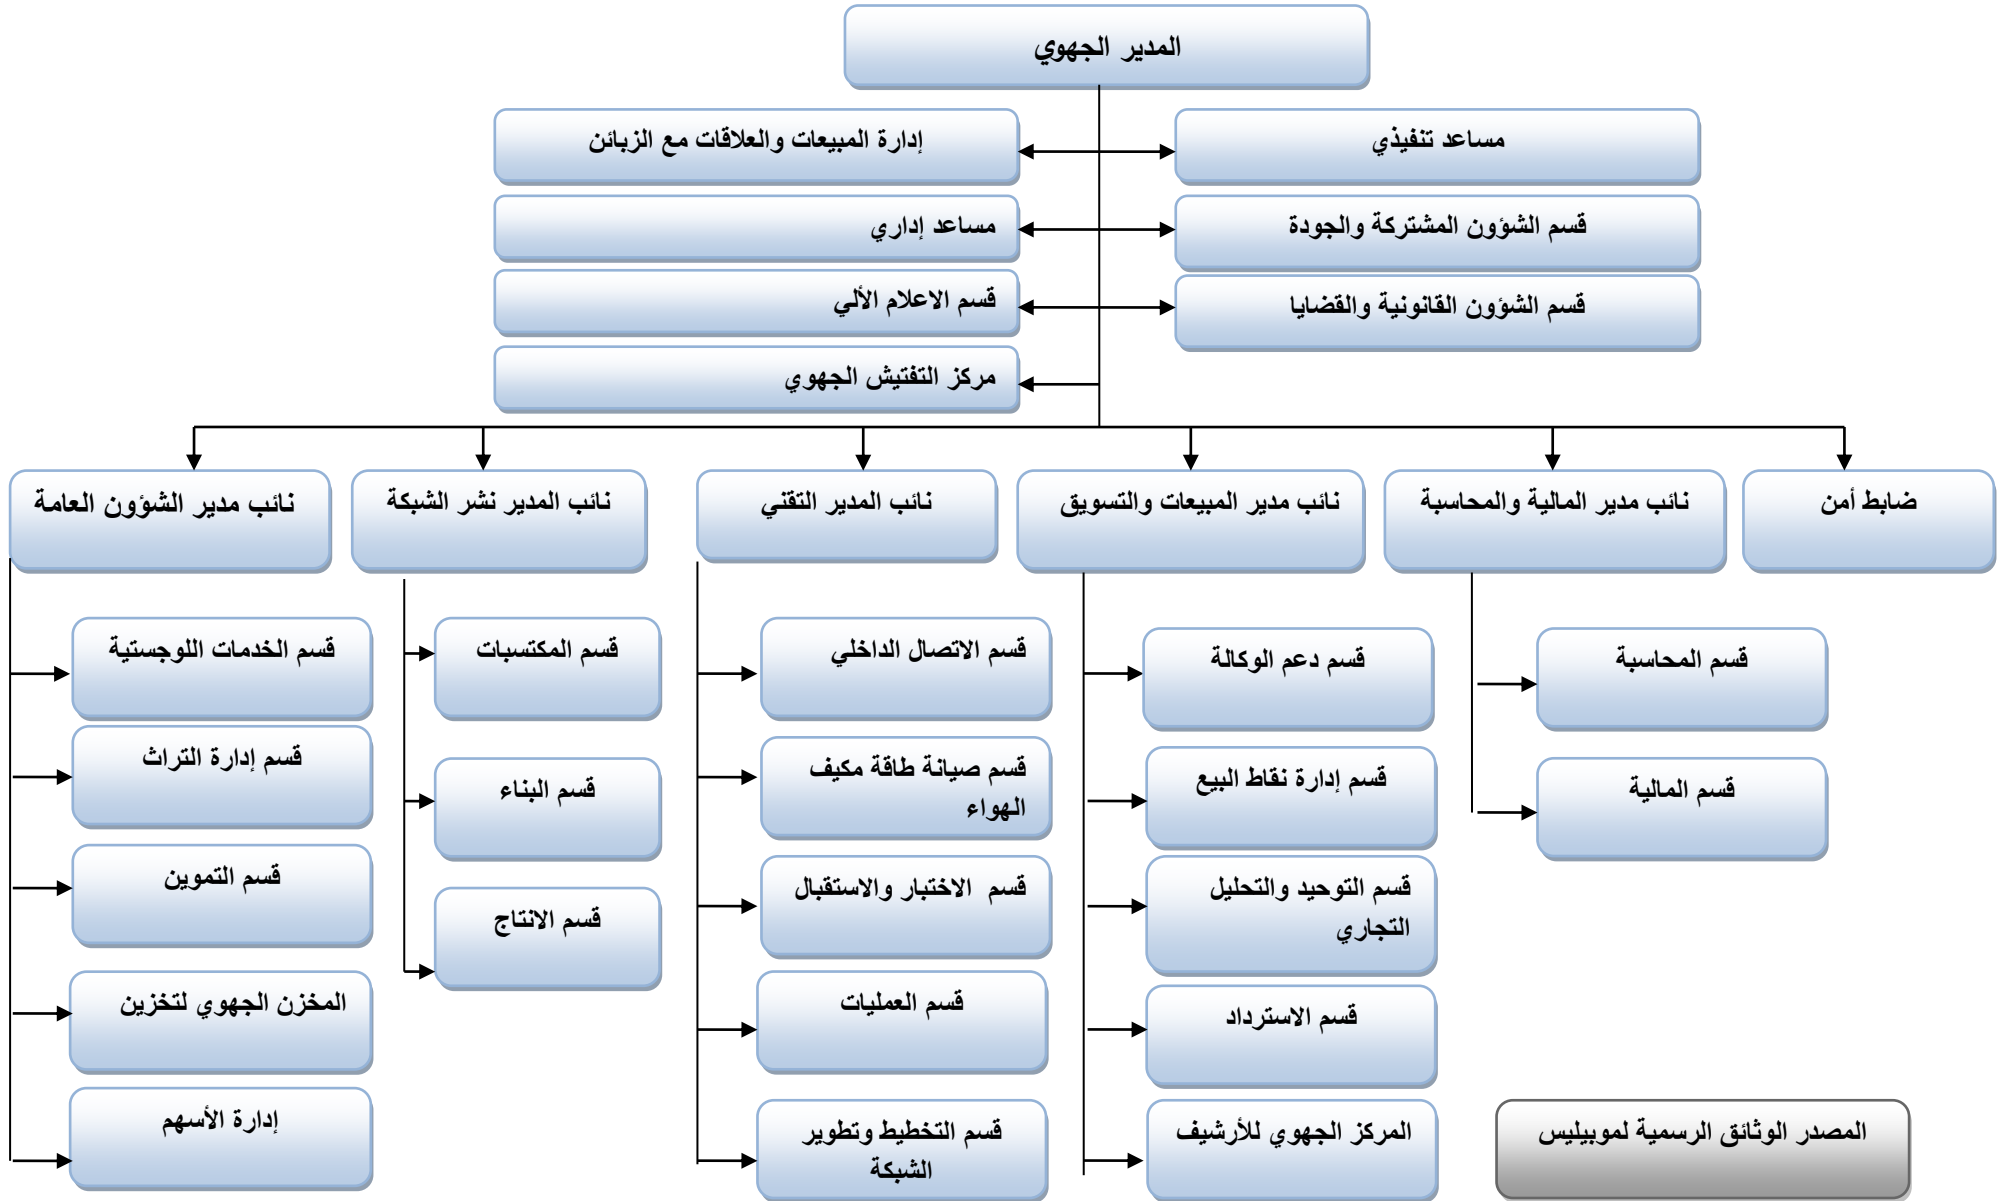 المدير الجهوي
مساعد تنفيذي
إدارة المبيعات والعلاقات مع الزبائن
قسم الشؤون المشتركة والجودة
مساعد إداري
قسم الشؤون القانونية والقضايا
قسم الاعلام الألي
مركز التفتيش الجهوي
ضابط أمن
نائب مدير المالية والمحاسبة
نائب مدير المبيعات والتسويق
نائب المدير التقني
نائب المدير نشر الشبكة
نائب مدير الشؤون العامة
قسم المحاسبة
قسم المالية
قسم دعم الوكالة
قسم إدارة نقاط البيع
قسم التوحيد والتحليل
التجاري
قسم الاسترداد
المركز الجهوي للأرشيف
قسم الاتصال الداخلي
قسم صيانة طاقة مكيف
الهواء
قسم الاختبار والاستقبال
قسم العمليات
قسم التخطيط وتطوير
الشبكة
قسم المكتسبات
قسم البناء
قسم الانتاج
قسم الخدمات اللوجستية
قسم إدارة التراث
قسم التموين
المخزن الجهوي لتخزين
إدارة الأسهم
المصدر الوثائق الرسمية لموبيليس